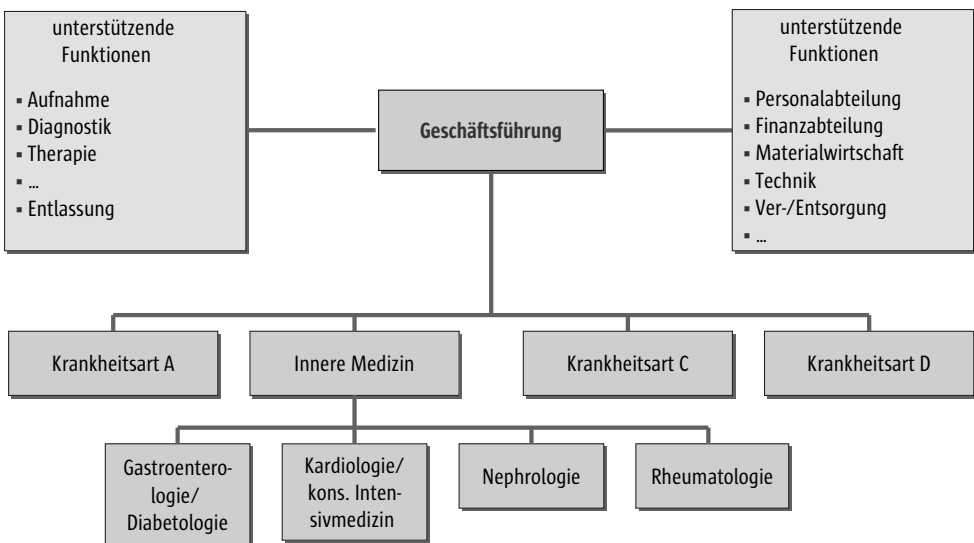 unterstützende
Funktionen
▪ Aufnahme
▪ Diagnostik
▪ Therapie
▪ ...
▪ Entlassung
Geschäftsführung
unterstützende
Funktionen
▪ Personalabteilung
▪ Finanzabteilung
▪ Materialwirtschaft
▪ Technik
▪ Ver-/Entsorgung
▪ ...
Krankheitsart A
Innere Medizin
Krankheitsart C
Krankheitsart D
Gastroentero-
logie/
Diabetologie
Kardiologie/
kons. Inten-
sivmedizin
Nephrologie
Rheumatologie